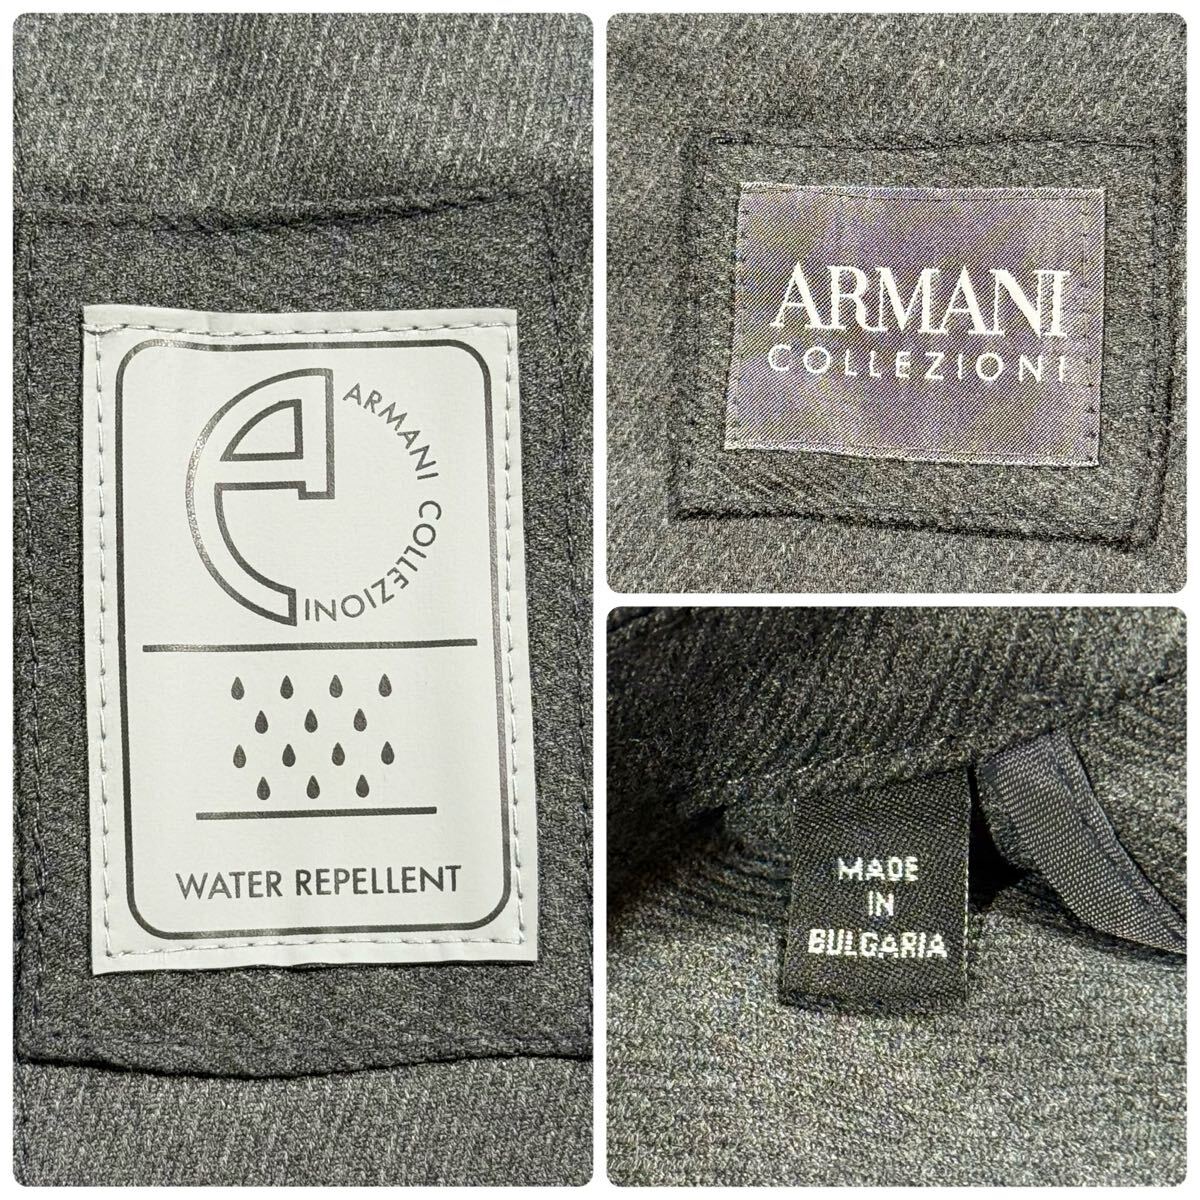 ARMANI COLLEZIONI
WATER REPELLENT
ARMANI
COLLEZIONI
MADE
IN
BULGARIA